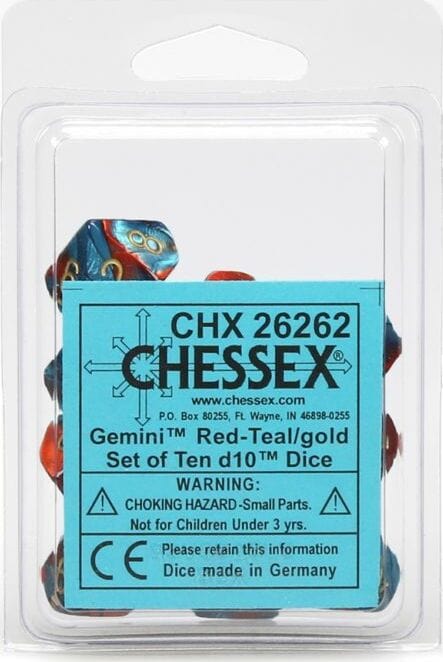 8
2
CHX 26262
CHESSEX®
www.chessex.com
P.O. Box 80255, Ft. Wayne, IN 46898-0255
Gemini™ Red-Teal/gold
Set of Ten d10™ Dice
WARNING:
CHOKING HAZARD -Small Parts.
Not for Children Under 3 yrs.
CE Please retain this information
Dice made in Germany